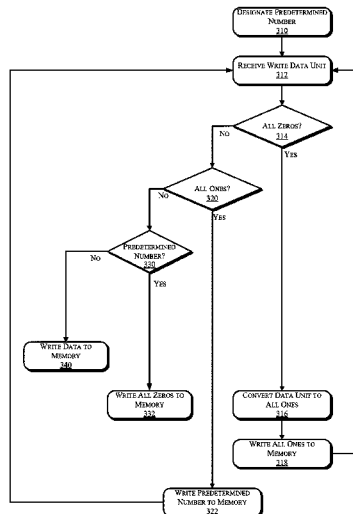 DESIGNATE PREDETERMINED
NUMBER
310
RECEIVE WRITE DATA UNIT
312
ALL ZEROS?
314
NO
YES
ALL ONES?
320
NO
YES
PREDETERMINED
NUMBER?
330
NO
YES
WRITE DATA TO
MEMORY
340
WRITE ALL ZEROS TO
MEMORY
332
CONVERT DATA UNIT TO
ALL ONES
316
WRITE ALL ONES TO
MEMORY
318
WRITE PREDETERMINED
NUMBER TO MEMORY
322